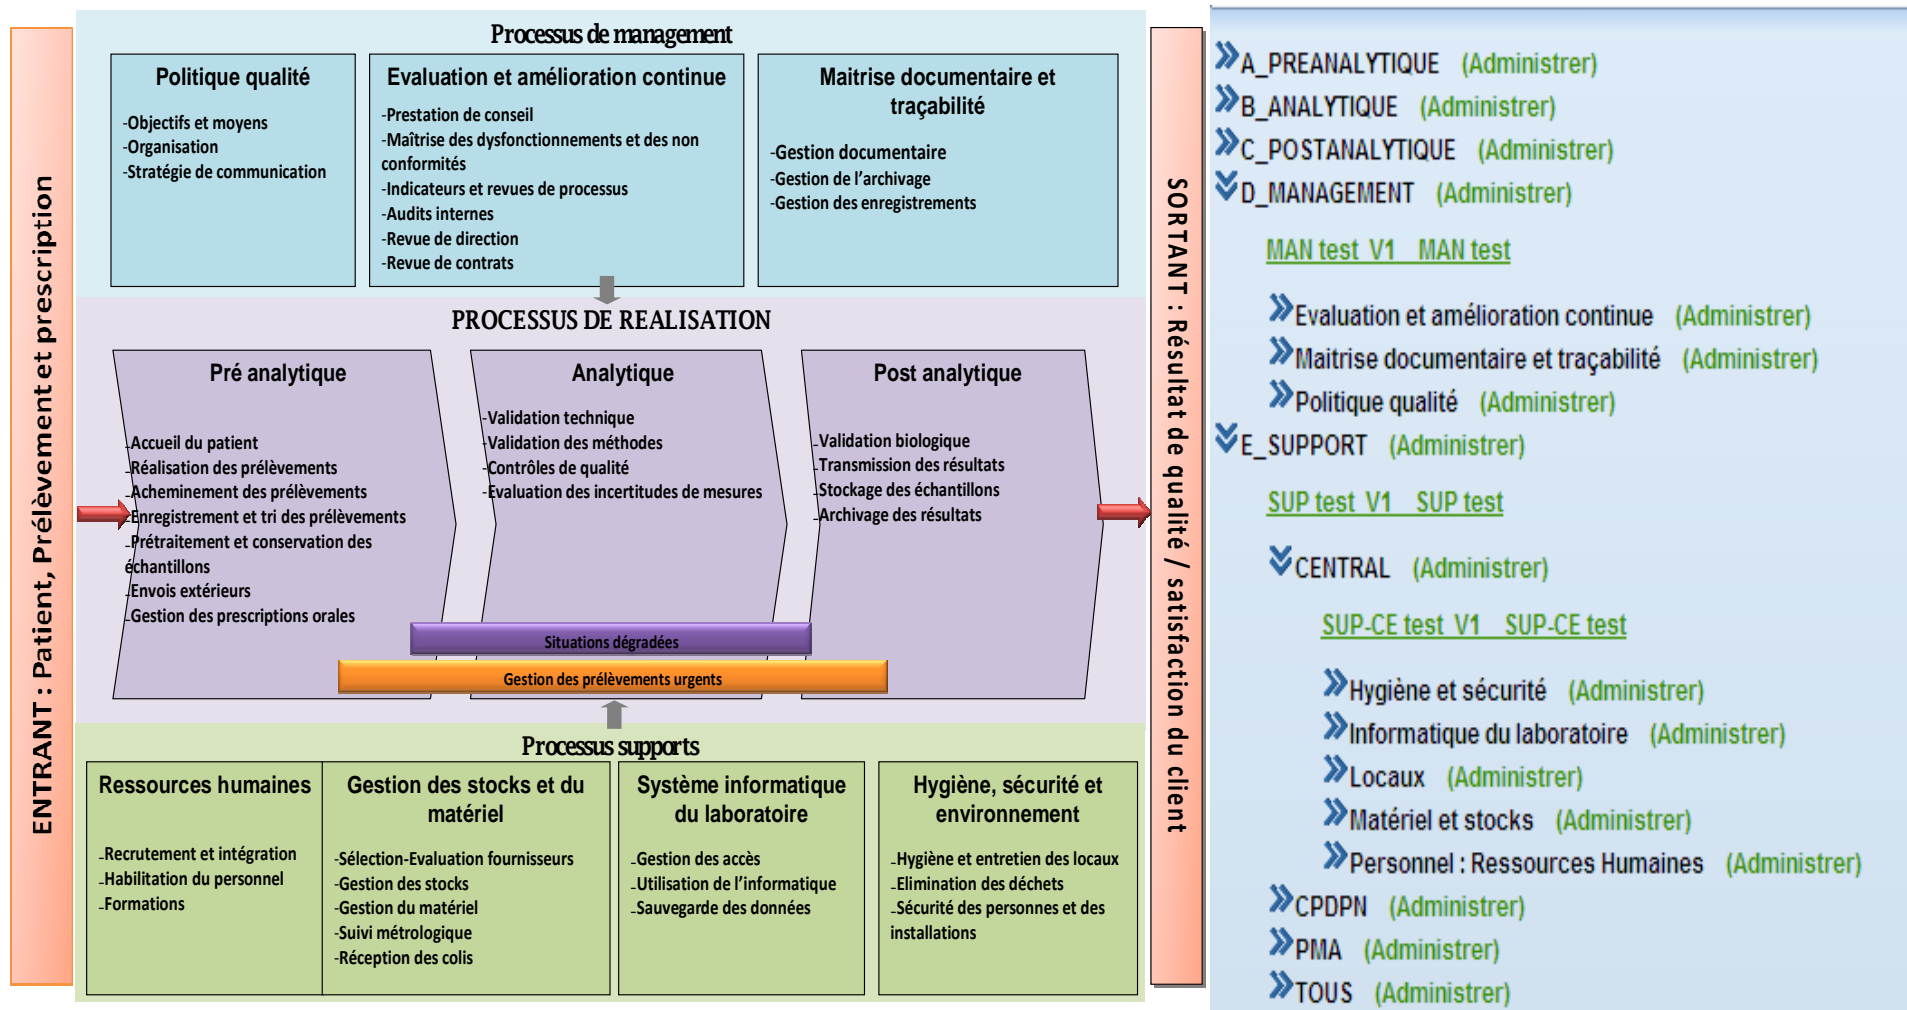 ENTRANT : Patient, Prélèvement et prescription
Processus de management
Politique qualité
-Objectifs et moyens
-Organisation
-Stratégie de communication
Evaluation et amélioration continue
-Prestation de conseil
-Maîtrise des dysfonctionnements et des non
conformités
-Indicateurs et revues de processus
-Audits internes
-Revue de direction
-Revue de contrats
Maitrise documentaire et
traçabilité
-Gestion documentaire
-Gestion de l'archivage
-Gestion des enregistrements
PROCESSUS DE REALISATION
Pré analytique
-Accueil du patient
-Réalisation des prélèvements
-Acheminement des prélèvements
-Enregistrement et tri des prélèvements
-Prétraitement et conservation des
échantillons
-Envois extérieurs
-Gestion des prescriptions orales
Analytique
-Validation technique
-Validation des méthodes
-Contrôles de qualité
-Evaluation des incertitudes de mesures
Post analytique
-Validation biologique
-Transmission des résultats
-Stockage des échantillons
-Archivage des résultats
Situations dégradées
Gestion des prélèvements urgents
Processus supports
Ressources humaines
-Recrutement et intégration
-Habilitation du personnel
-Formations
Gestion des stocks et du
matériel
-Sélection-Evaluation fournisseurs
-Gestion des stocks
-Gestion du matériel
-Suivi métrologique
-Réception des colis
Système informatique
du laboratoire
-Gestion des accès
-Utilisation de l'informatique
-Sauvegarde des données
Hygiène, sécurité et
environnement
-Hygiène et entretien des locaux
-Elimination des déchets
-Sécurité des personnes et des
installations
SORTANT : Résultat de qualité / satisfaction du client
A_PREANALYTIQUE (Administrer)
B_ANALYTIQUE (Administrer)
C_POSTANALYTIQUE (Administrer)
D_MANAGEMENT (Administrer)
MAN test V1 MAN test
Evaluation et amélioration continue (Administrer)
Maitrise documentaire et traçabilité (Administrer)
Politique qualité (Administrer)
E_SUPPORT (Administrer)
SUP test V1 SUP test
CENTRAL (Administrer)
SUP-CE test V1 SUP-CE test
Hygiène et sécurité (Administrer)
Informatique du laboratoire (Administrer)
Locaux (Administrer)
Matériel et stocks (Administrer)
Personnel : Ressources Humaines (Administrer)
CPDPN (Administrer)
PMA (Administrer)
TOUS (Administrer)